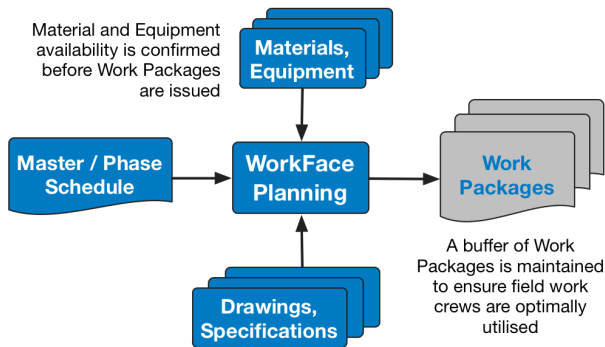 Material and Equipment
availability is confirmed
before Work Packages
are issued
Materials,
Equipment
Master / Phase
Schedule
WorkFace
Planning
Work
Packages
A buffer of Work
Packages is maintained
to ensure field work
crews are optimally
utilised
Drawings,
Specifications